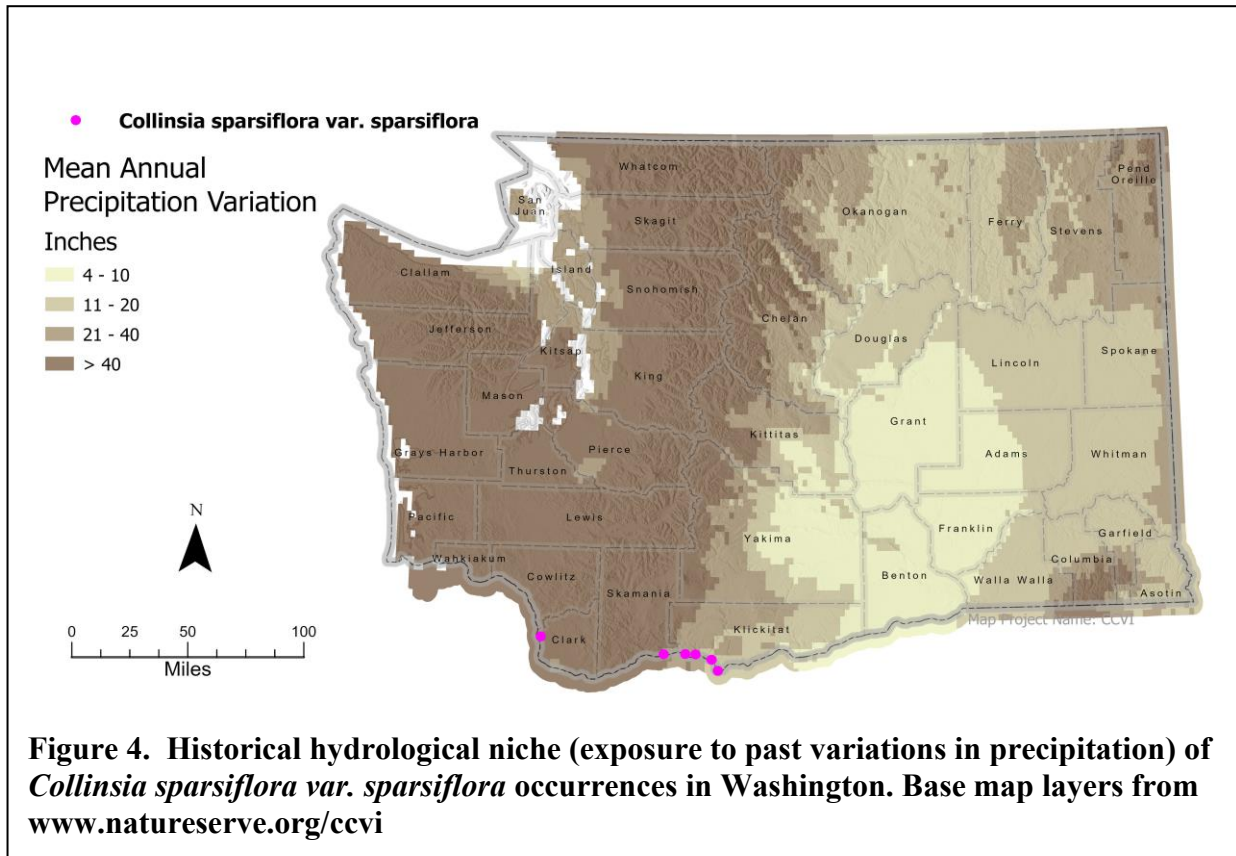 Collinsia sparsiflora var. sparsiflora
Mean Annual
Precipitation Variation
Inches
4 - 10
11 - 20
21 - 40
> 40
Whatcom
Pend
Oreille
San
Juan
Okanogan
Ferry
Skagit
Stevens
Clallam
Island
Snohomish
Chelan
Jefferson
Douglas
Kitsap
Lincoln
Spokane
King
Mason
Grant
Kittitas
Grays Harbor
Pierce
Adams
Whitman
Thurston
N
Pacific
Lewis
Yakima
Franklin
Garfield
Wahkiakum
Columbia
Cowlitz
Benton
Walla Walla
Skamania
Asotin
Map Project Name: CCVI
Klickitat
Clark
0 25 50 100
Miles
Figure 4. Historical hydrological niche (exposure to past variations in precipitation) of
Collinsia sparsiflora var. sparsiflora occurrences in Washington. Base map layers from
www.natureserve.org/ccvi